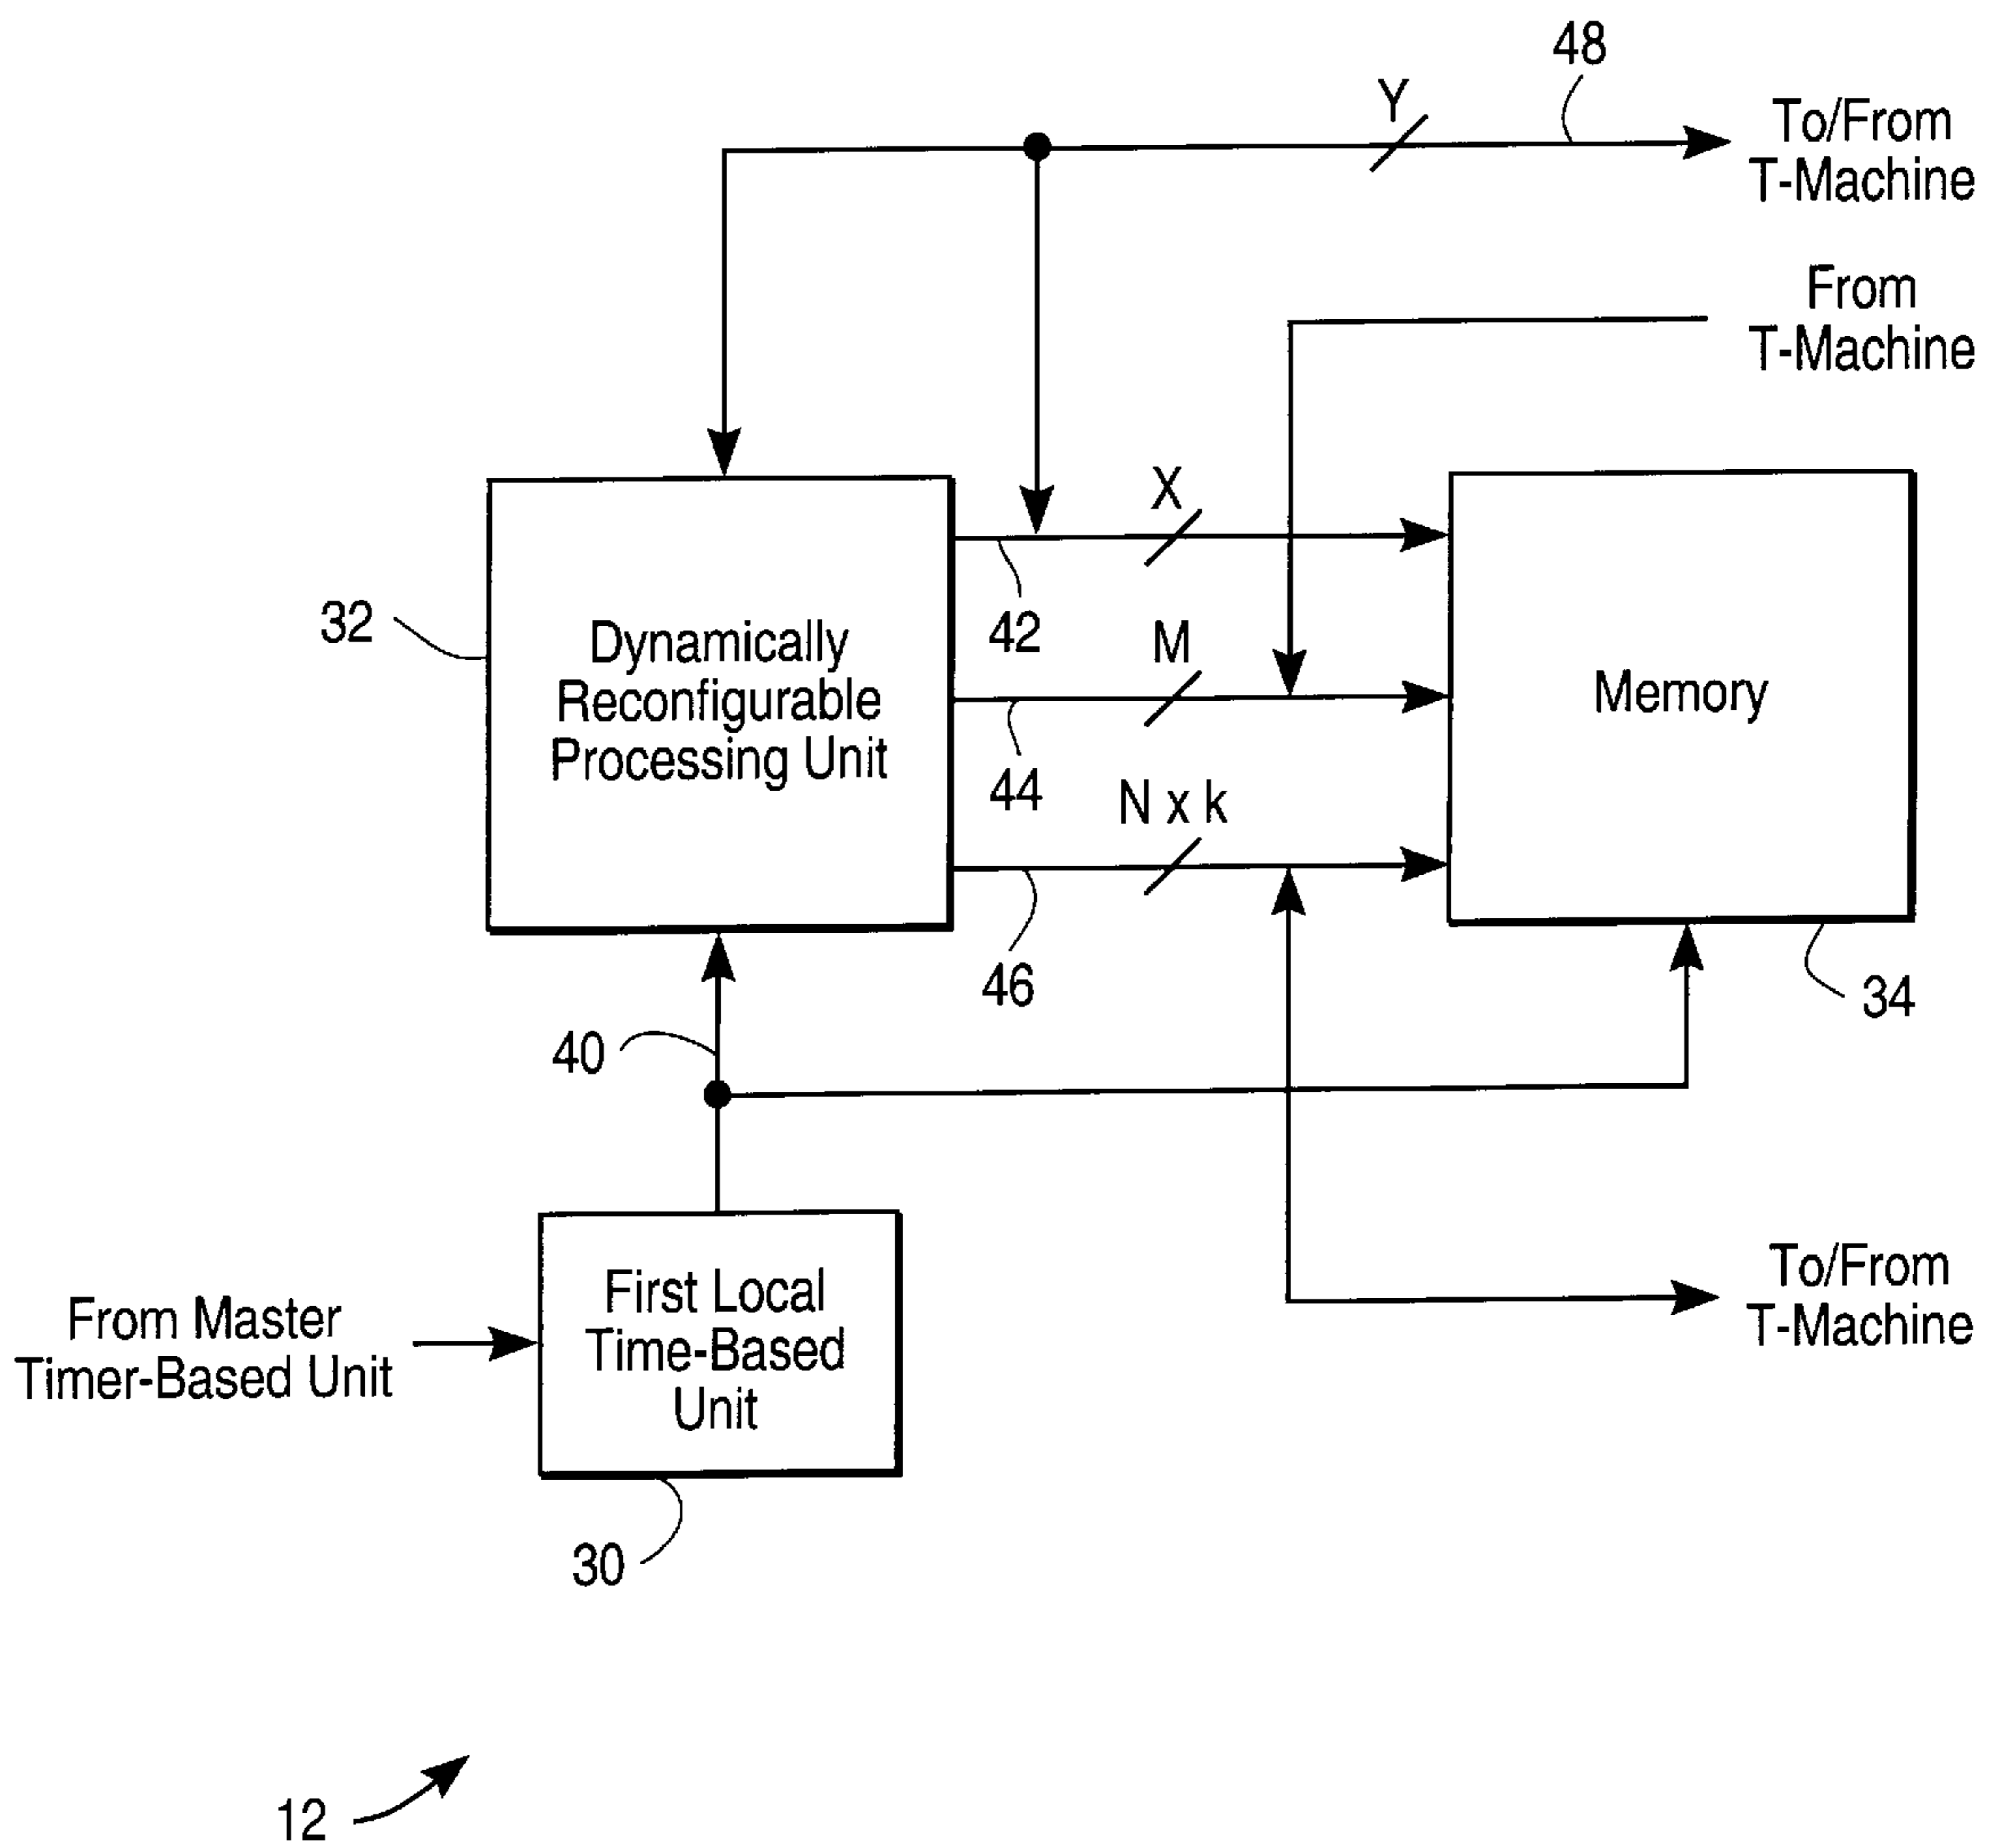 48
Y
To/From
T-Machine
From
T-Machine
X
32
42
Dynamically
Reconfigurable
Processing Unit
M
Memory
44
N x k
46
34
40
First Local
Time-Based
Unit
From Master
Timer-Based Unit
To/From
T-Machine
30
12